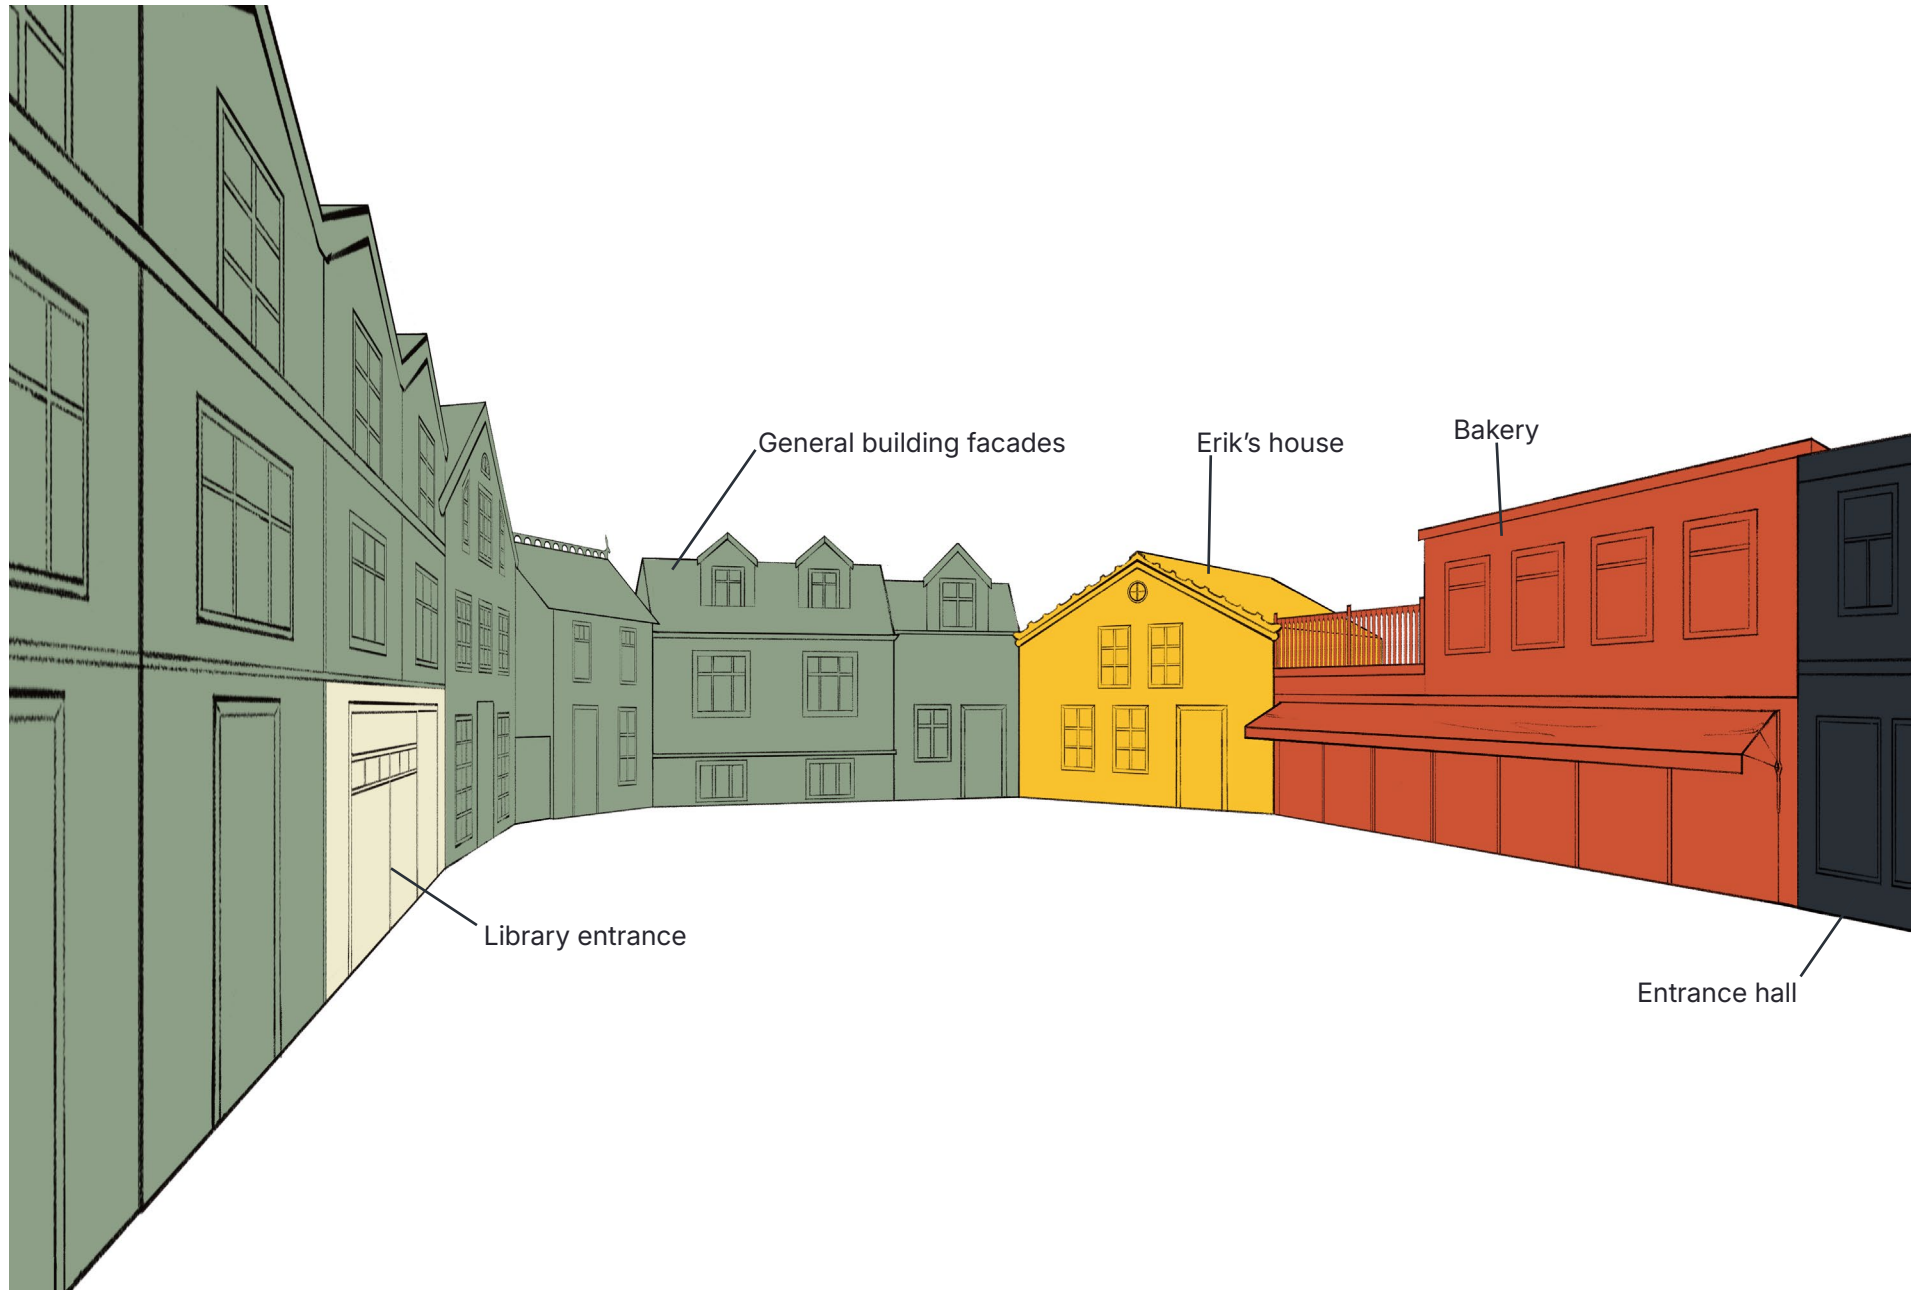 General building facades
Erik’s house
Bakery
Library entrance
Entrance hall